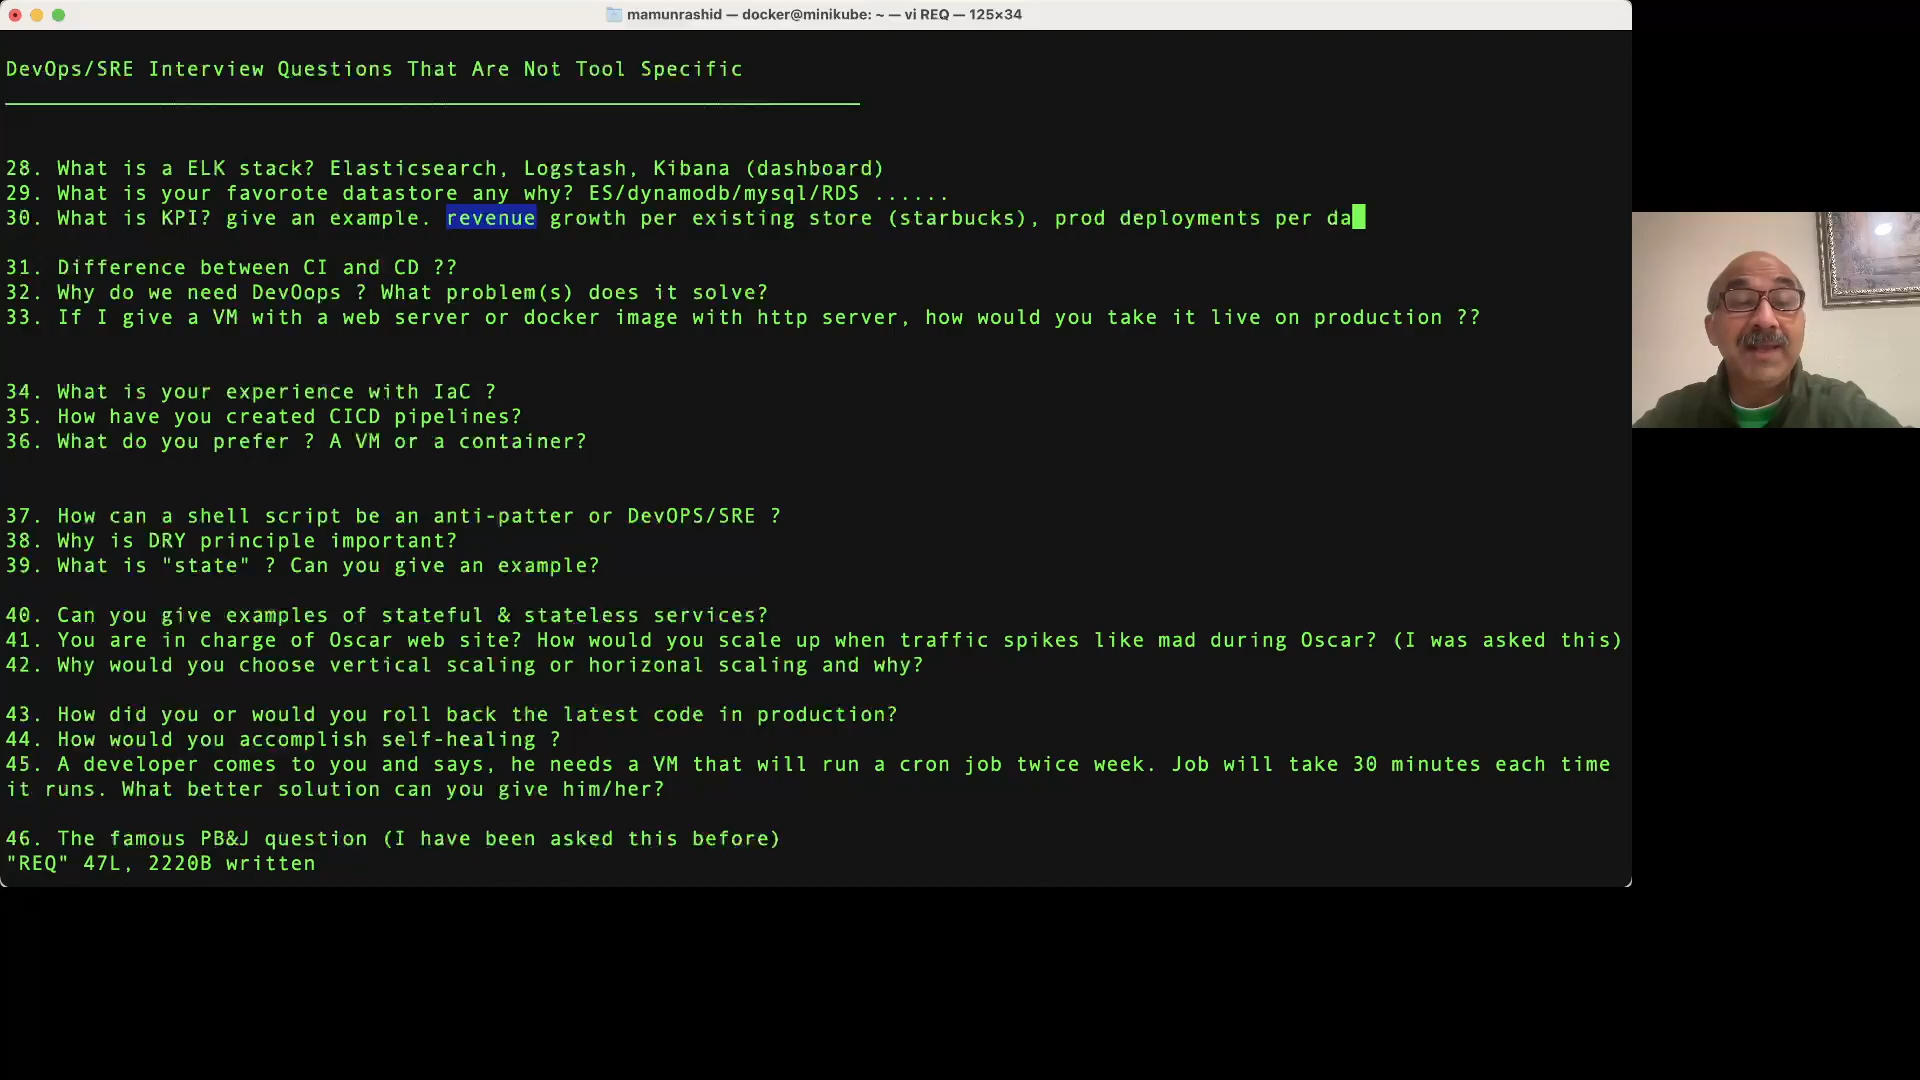 mamunrashid — docker@minikube: ~ — vi REQ — 125×34
DevOps/SRE Interview Questions That Are Not Tool Specific
28. What is a ELK stack? Elasticsearch, Logstash, Kibana (dashboard)
29. What is your favorote datastore any why? ES/dynamodb/mysql/RDS ......
30. What is KPI? give an example. revenue growth per existing store (starbucks), prod deployments per da
31. Difference between CI and CD ??
32. Why do we need DevOops ? What problem(s) does it solve?
33. If I give a VM with a web server or docker image with http server, how would you take it live on production ??
34. What is your experience with IaC ?
35. How have you created CICD pipelines?
36. What do you prefer ? A VM or a container?
37. How can a shell script be an anti-patter or DevOPS/SRE ?
38. Why is DRY principle important?
39. What is "state" ? Can you give an example?
40. Can you give examples of stateful & stateless services?
41. You are in charge of Oscar web site? How would you scale up when traffic spikes like mad during Oscar? (I was asked this)
42. Why would you choose vertical scaling or horizonal scaling and why?
43. How did you or would you roll back the latest code in production?
44. How would you accomplish self-healing ?
45. A developer comes to you and says, he needs a VM that will run a cron job twice week. Job will take 30 minutes each time
it runs. What better solution can you give him/her?
46. The famous PB&J question (I have been asked this before)
"REQ" 47L, 2220B written